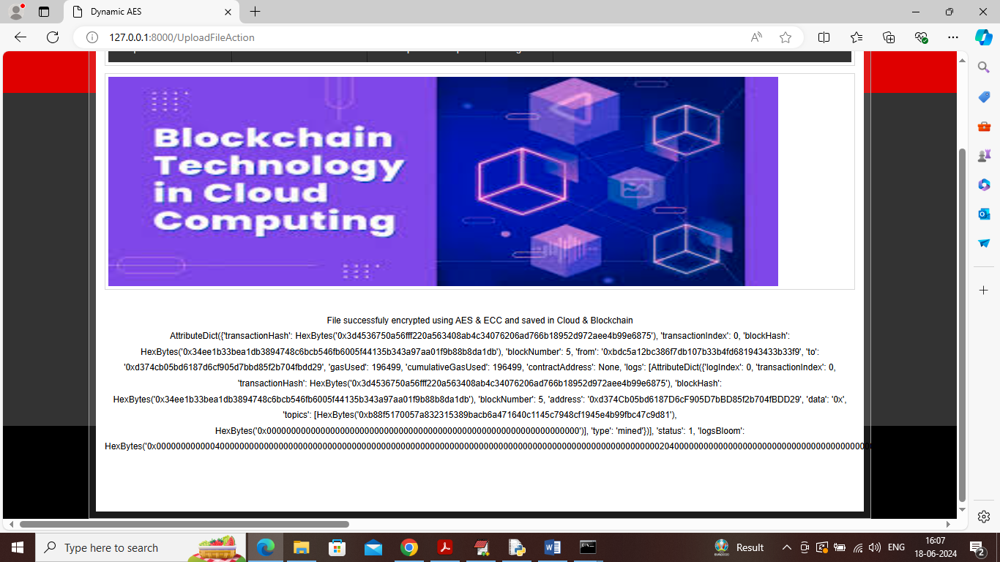 Dynamic AES
127.0.0.1:8000/UploadFileAction
Blockchain
Technology
in Cloud
Computing
File successfuly encrypted using AES & ECC and saved in Cloud & Blockchain
AttributeDict({'transactionHash': HexBytes('0x3d4536750a56fff220a563408ab4c34076206ad766b18952d972aee4b99e6875'), 'transactionIndex': 0, 'blockHash':
HexBytes('0x34ee1b33bea1db3894748c6bcb546fb6005f44135b343a97aa01f9b88b8da1db'), 'blockNumber': 5, 'from': '0xbdc5a12bc386f7db107b33b4fd681943433b33f9', 'to':
'0xd374cb05bd6187d6cf905d7bbd85f2b704fbdd29', 'gasUsed': 196499, 'cumulativeGasUsed': 196499, 'contractAddress': None, 'logs': [AttributeDict({'logIndex': 0, 'transactionIndex': 0,
'transactionHash': HexBytes('0x3d4536750a56fff220a563408ab4c34076206ad766b18952d972aee4b99e6875'), 'blockHash':
HexBytes('0x34ee1b33bea1db3894748c6bcb546fb6005f44135b343a97aa01f9b88b8da1db'), 'blockNumber': 5, 'address': '0xd374Cb05bd6187D6cF905D7bBD85f2b704fBDD29', 'data': '0x',
'topics': [HexBytes('0xb88f5170057a832315389bacb6a471640c1145c7948cf1945e4b99fbc47c9d81'),
HexBytes('0x0000000000000000000000000000000000000000000000000000000000000000')], 'type': 'mined'})], 'status': 1, 'logsBloom':
Type here to search
Result
ENG
16:07
18-06-2024
2